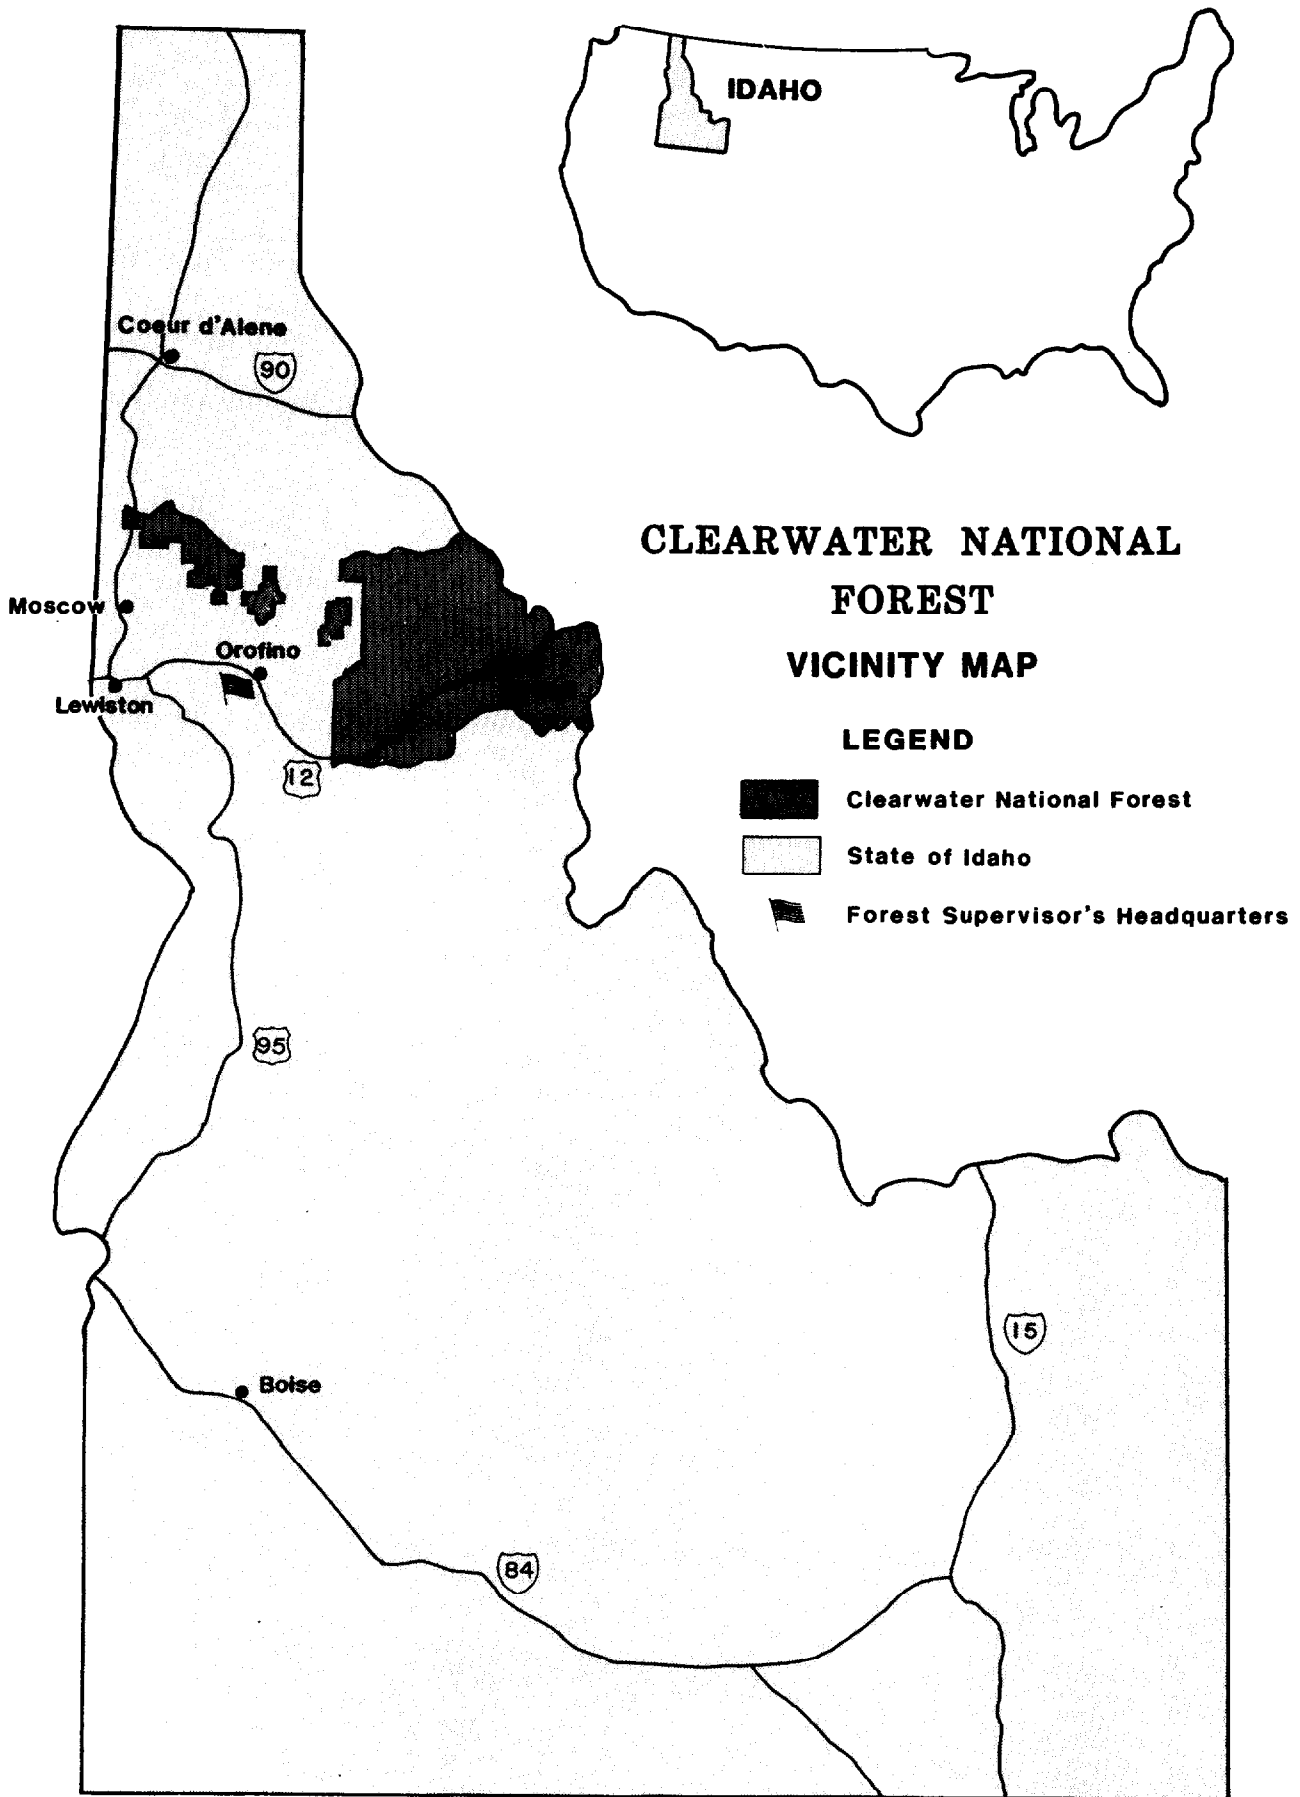 IDAHO
Coeur d'Alene
90
CLEARWATER NATIONAL
FOREST
VICINITY MAP
Moscow
Orofino
Lewiston
12
LEGEND
Clearwater National Forest
State of Idaho
Forest Supervisor's Headquarters
95
15
Boise
84